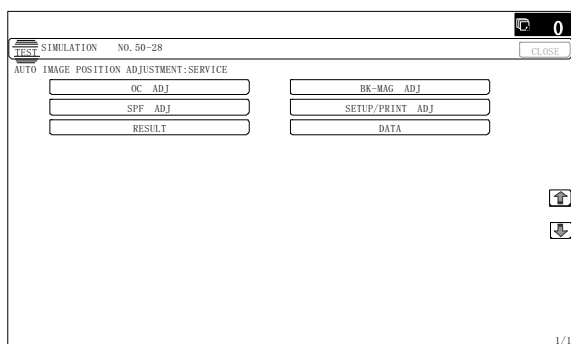 0
TEST SIMULATION NO.50-28 CLOSE
AUTO IMAGE POSITION ADJUSTMENT:SERVICE
OC ADJ BK-MAG ADJ
SPF ADJ SETUP/PRINT ADJ
RESULT DATA
1/1